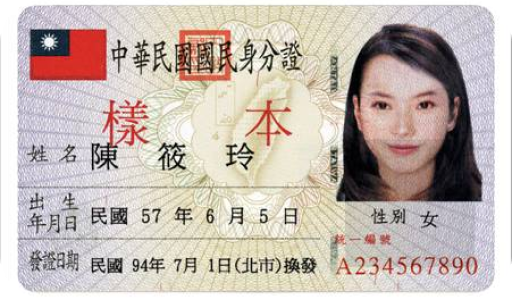 中華民國國民身分證
樣本
姓名 陳筱玲
出生年月日 民國 57 年 6 月 5 日
性別 女
統一編號
A234567890
發證日期 民國 94年 7月 1日(北市)換發